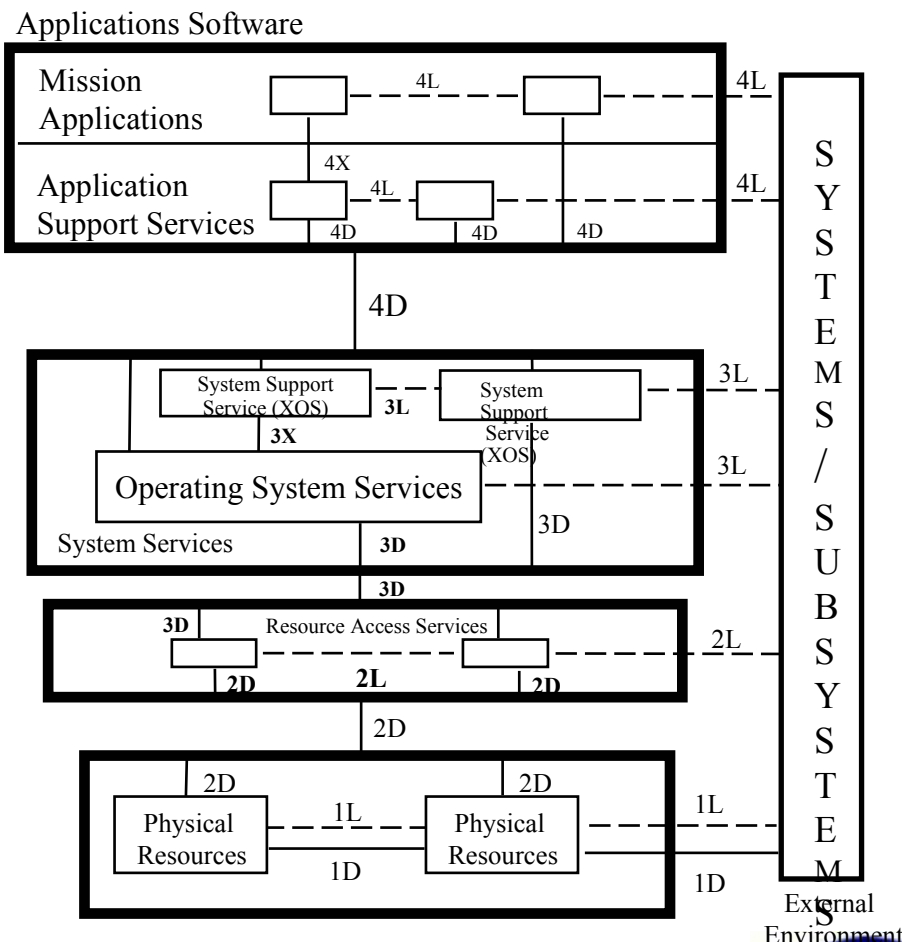 Applications Software
Mission
Applications
4L
4L
4X
Application
Support Services
4L
4L
4D
4D
4D
4D
System Support
Service (XOS)
3L
System
Support
Service
(XOS)
3L
3X
Operating System Services
3L
3D
System Services
3D
3D
3D
Resource Access Services
2L
2D
2L
2D
2D
2D
2D
Physical
Resources
1L
1D
Physical
Resources
1L
1D
S
Y
S
T
E
M
S
/
S
U
B
S
Y
S
T
E
M
S
External
Environment